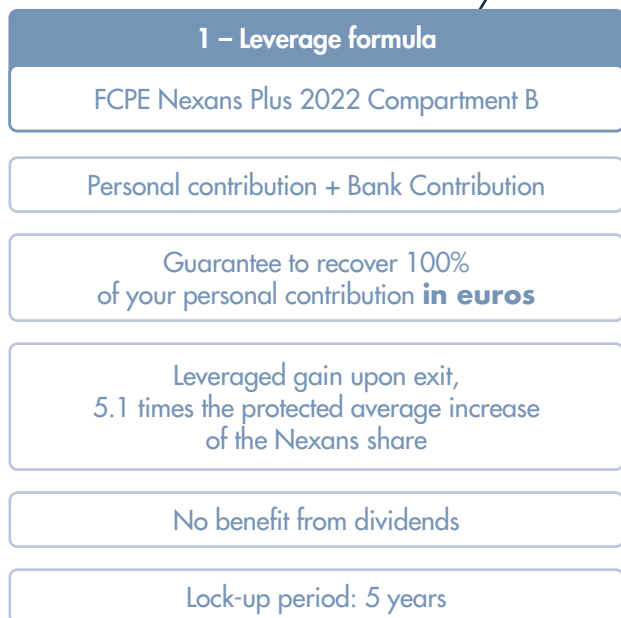 1 – Leverage formula
FCPE Nexans Plus 2022 Compartment B
Personal contribution + Bank Contribution
Guarantee to recover 100%
of your personal contribution in euros
Leveraged gain upon exit,
5.1 times the protected average increase
of the Nexans share
No benefit from dividends
Lock-up period: 5 years